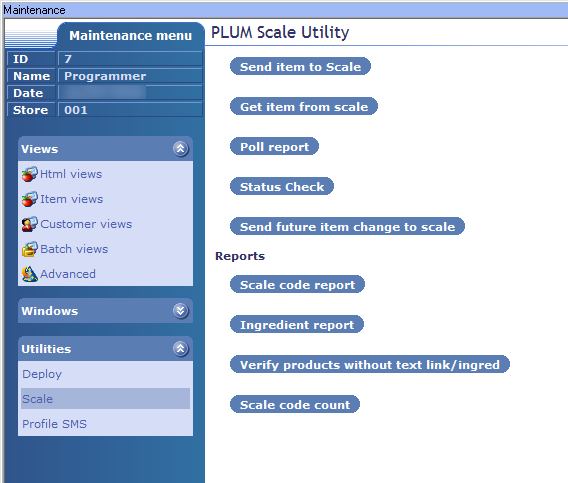 Maintenance
Maintenance menu
ID 7
Name Programmer
Date
Store 001
Views
Html views
Item views
Customer views
Batch views
Advanced
Windows
Utilities
Deploy
Scale
Profile SMS
PLUM Scale Utility
Send item to Scale
Get item from scale
Poll report
Status Check
Send future item change to scale
Reports
Scale code report
Ingredient report
Verify products without text link/ingred
Scale code count